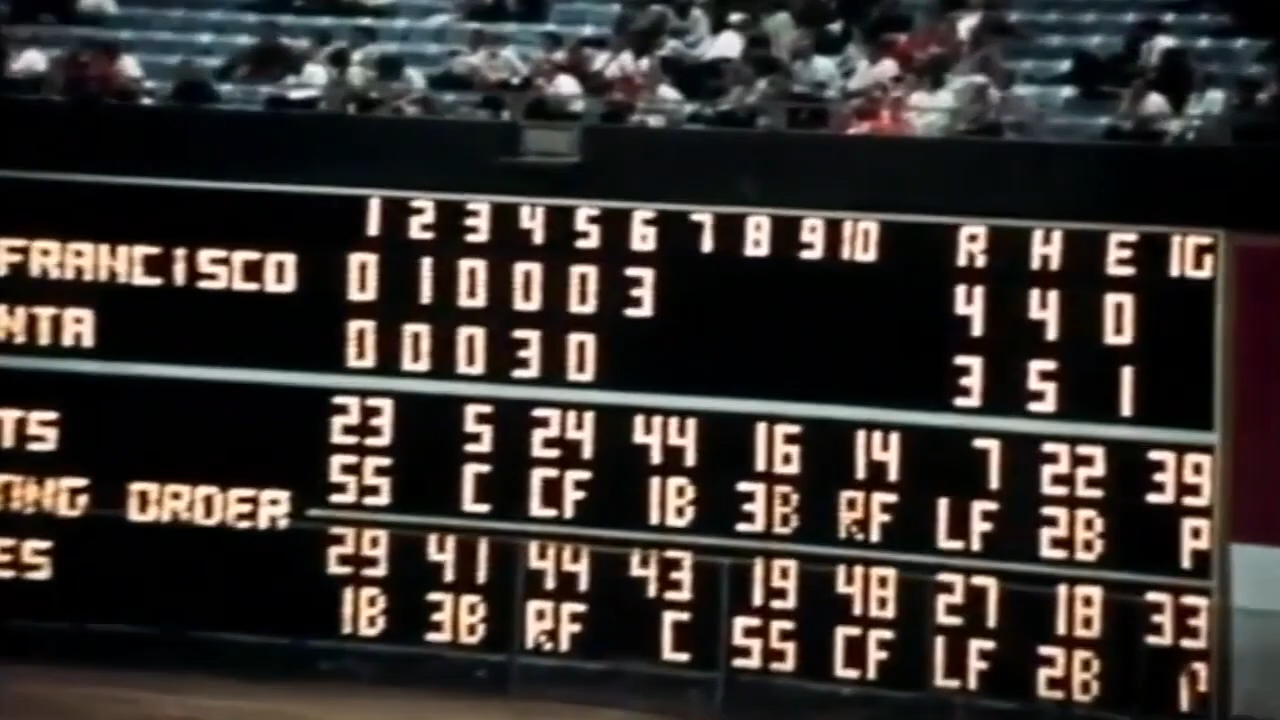 1 2 3 4 5 6 7 8 9 10 R H E IG
FRANCISCO 0 1 0 0 0 3 4 4 0
NTA 0 0 0 3 0 3 5 1
TS 23 5 24 44 16 14 7 22 39
SS C CF 1B 3B RF LF 2B P
ING ORDER
ES 29 41 44 43 19 48 27 18 33
1B 3B RF C SS CF LF 2B P